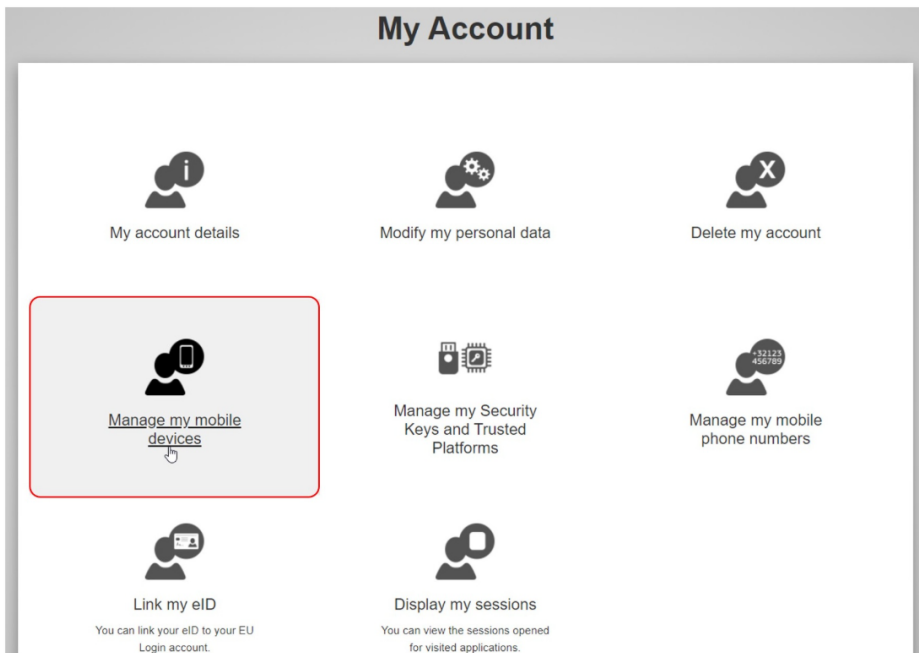 My Account
i
X
My account details
Modify my personal data
Delete my account
+32123
456789
Manage my mobile
devices
Manage my Security
Keys and Trusted
Platforms
Manage my mobile
phone numbers
Link my eID
You can link your eID to your EU
Login account.
Display my sessions
You can view the sessions opened
for visited applications.